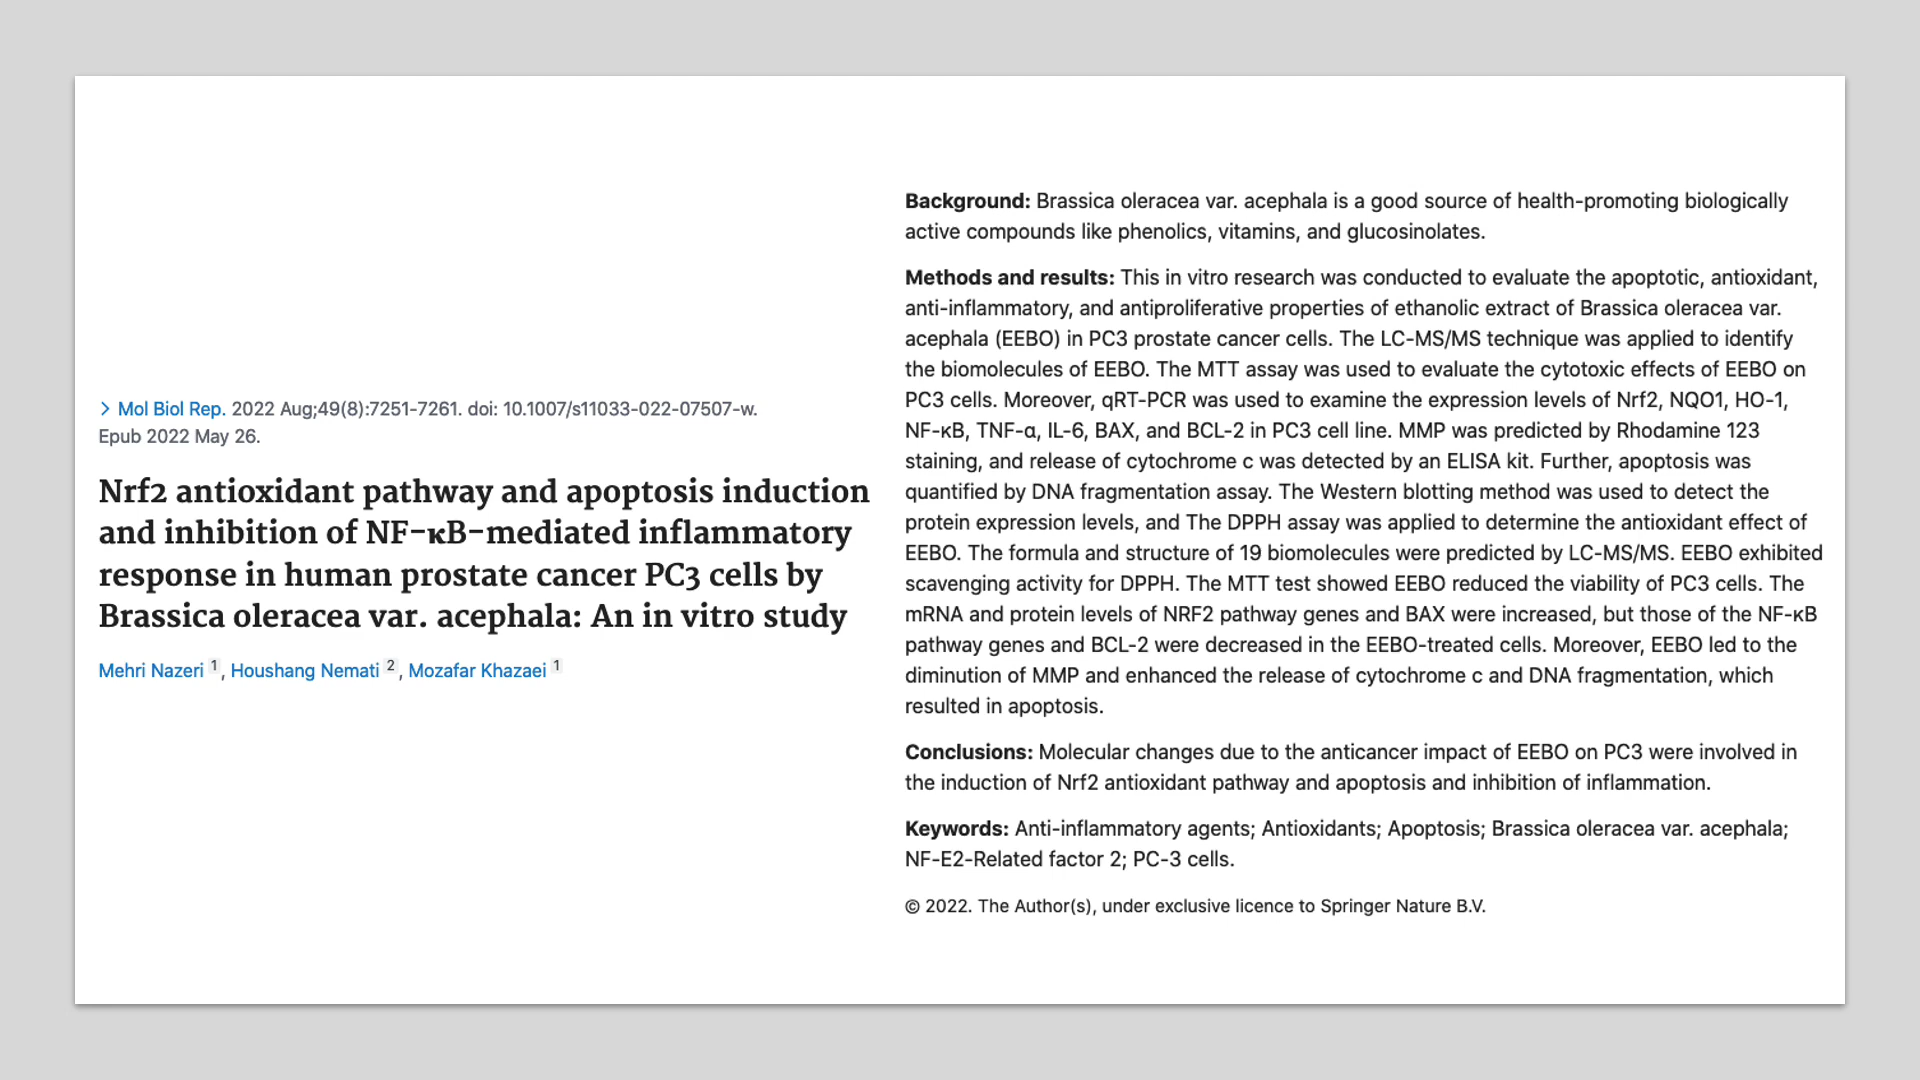 > Mol Biol Rep. 2022 Aug;49(8):7251-7261. doi: 10.1007/s11033-022-07507-w.
Epub 2022 May 26.
Nrf2 antioxidant pathway and apoptosis induction
and inhibition of NF-κB-mediated inflammatory
response in human prostate cancer PC3 cells by
Brassica oleracea var. acephala: An in vitro study
Mehri Nazeri 1, Houshang Nemati 2, Mozafar Khazaei 1
Background: Brassica oleracea var. acephala is a good source of health-promoting biologically
active compounds like phenolics, vitamins, and glucosinolates.
Methods and results: This in vitro research was conducted to evaluate the apoptotic, antioxidant,
anti-inflammatory, and antiproliferative properties of ethanolic extract of Brassica oleracea var.
acephala (EEBO) in PC3 prostate cancer cells. The LC-MS/MS technique was applied to identify
the biomolecules of EEBO. The MTT assay was used to evaluate the cytotoxic effects of EEBO on
PC3 cells. Moreover, qRT-PCR was used to examine the expression levels of Nrf2, NQO1, HO-1,
NF-κB, TNF-α, IL-6, BAX, and BCL-2 in PC3 cell line. MMP was predicted by Rhodamine 123
staining, and release of cytochrome c was detected by an ELISA kit. Further, apoptosis was
quantified by DNA fragmentation assay. The Western blotting method was used to detect the
protein expression levels, and The DPPH assay was applied to determine the antioxidant effect of
EEBO. The formula and structure of 19 biomolecules were predicted by LC-MS/MS. EEBO exhibited
scavenging activity for DPPH. The MTT test showed EEBO reduced the viability of PC3 cells. The
mRNA and protein levels of NRF2 pathway genes and BAX were increased, but those of the NF-κB
pathway genes and BCL-2 were decreased in the EEBO-treated cells. Moreover, EEBO led to the
diminution of MMP and enhanced the release of cytochrome c and DNA fragmentation, which
resulted in apoptosis.
Conclusions: Molecular changes due to the anticancer impact of EEBO on PC3 were involved in
the induction of Nrf2 antioxidant pathway and apoptosis and inhibition of inflammation.
Keywords: Anti-inflammatory agents; Antioxidants; Apoptosis; Brassica oleracea var. acephala;
NF-E2-Related factor 2; PC-3 cells.
© 2022. The Author(s), under exclusive licence to Springer Nature B.V.